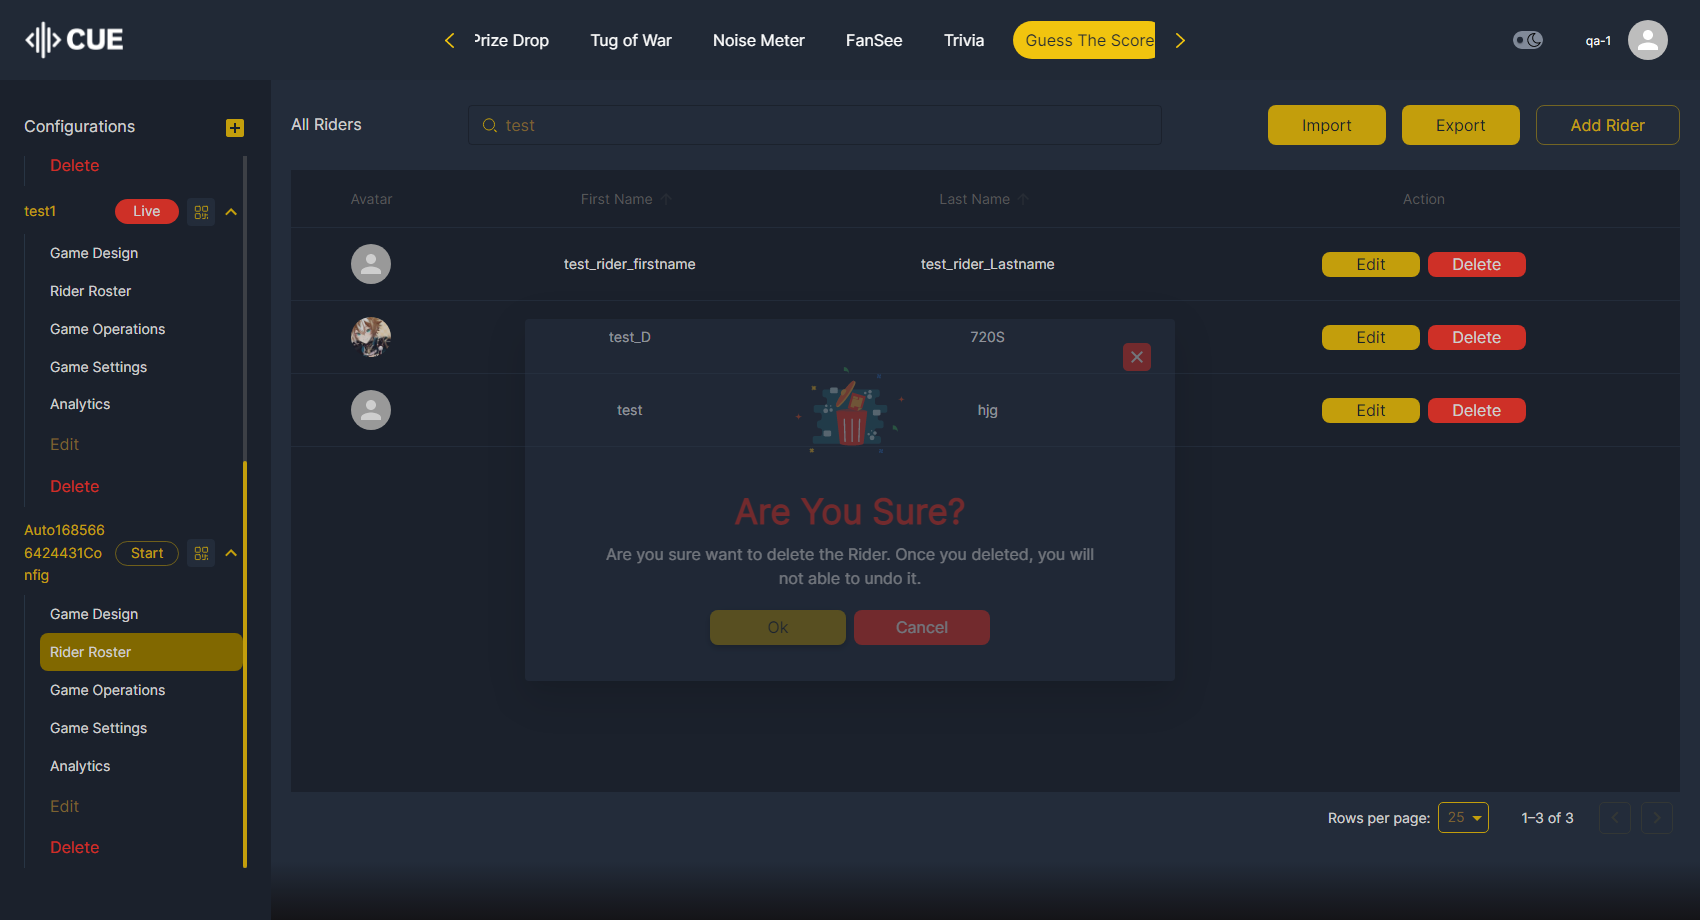 CUE
Prize Drop Tug of War Noise Meter FanSee Trivia Guess The Score
qa-1
Configurations
Delete
test1 Live
Game Design
Rider Roster
Game Operations
Game Settings
Analytics
Edit
Delete
Auto168566
6424431Co
nfig
Start
Game Design
Rider Roster
Game Operations
Game Settings
Analytics
Edit
Delete
All Riders test Import Export Add Rider
Avatar First Name Last Name Action
test_rider_firstname test_rider_Lastname Edit Delete
test_D 720S Edit Delete
test hjg Edit Delete
Are You Sure?
Are you sure want to delete the Rider. Once you deleted, you will
not able to undo it.
Ok Cancel
Rows per page: 25 1–3 of 3